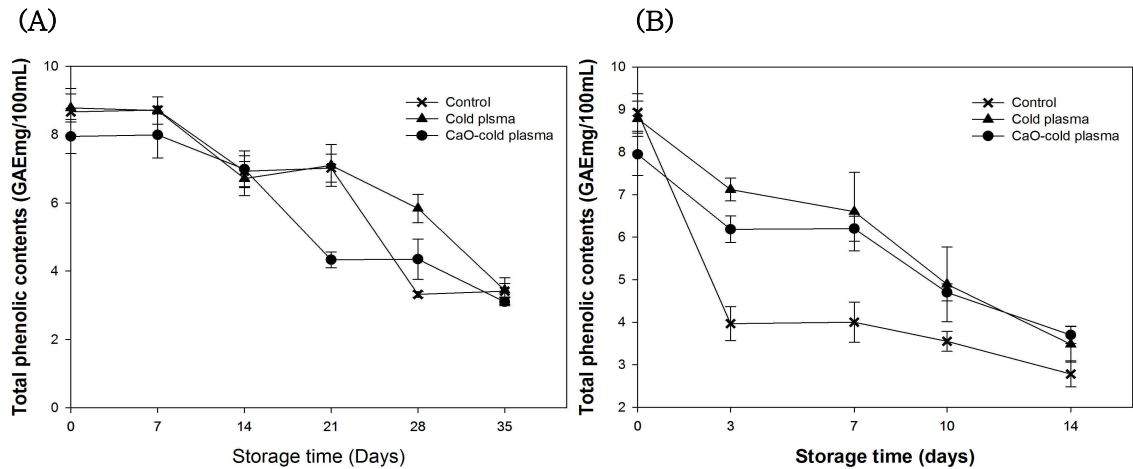 (A)
Total phenolic contents (GAEmg/100mL)
10
8
6
4
2
0
Control
Cold plsma
CaO-cold plasma
0 7 14 21 28 35
Storage time (Days)
(B)
Total phenolic contents (GAEmg/100mL)
10
9
8
7
6
5
4
3
2
Control
Cold plasma
CaO-cold plasma
0 3 7 10 14
Storage time (days)